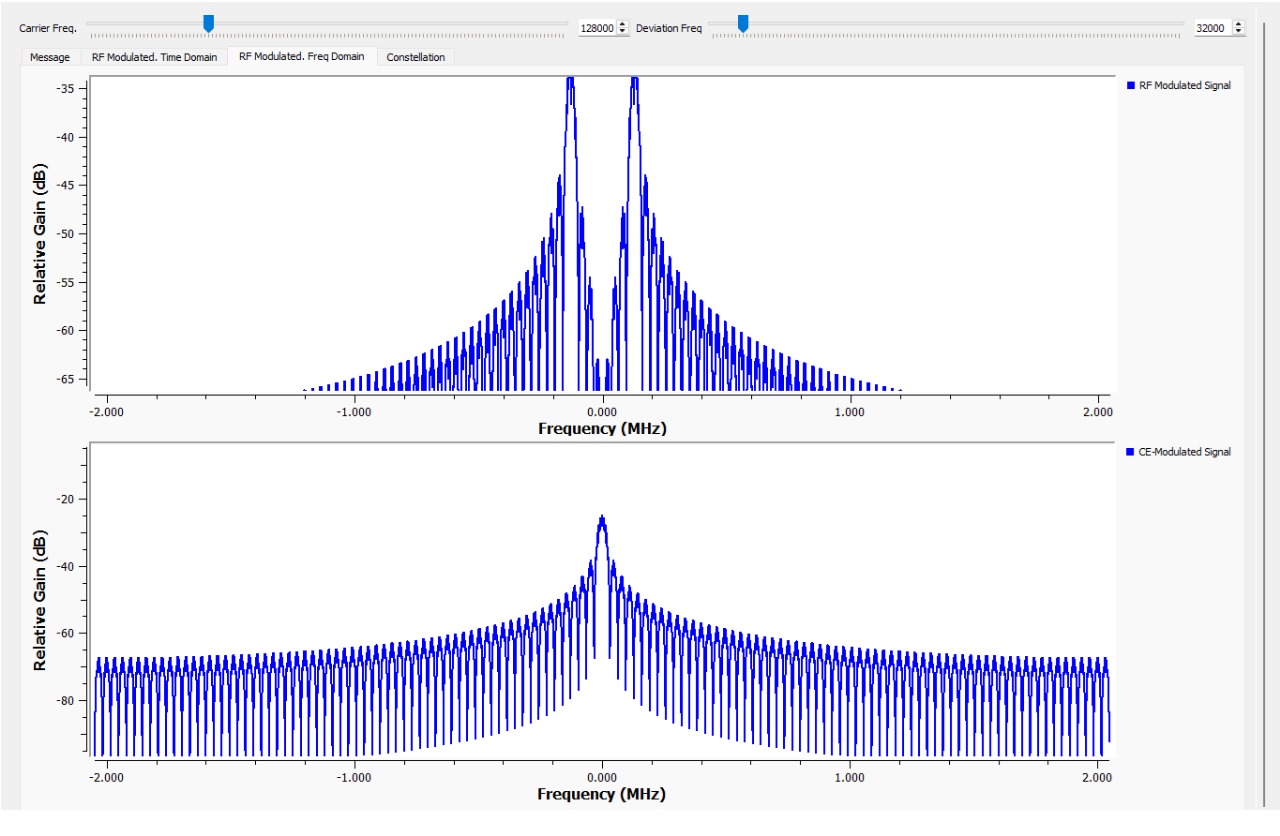 Carrier Freq. 128000 Deviation Freq 32000
Message RF Modulated. Time Domain RF Modulated. Freq Domain Constellation
RF Modulated Signal
Relative Gain (dB)
-35
-40
-45
-50
-55
-60
-65
-2.000 -1.000 0.000 1.000 2.000
Frequency (MHz)
CE-Modulated Signal
Relative Gain (dB)
-20
-40
-60
-80
-2.000 -1.000 0.000 1.000 2.000
Frequency (MHz)